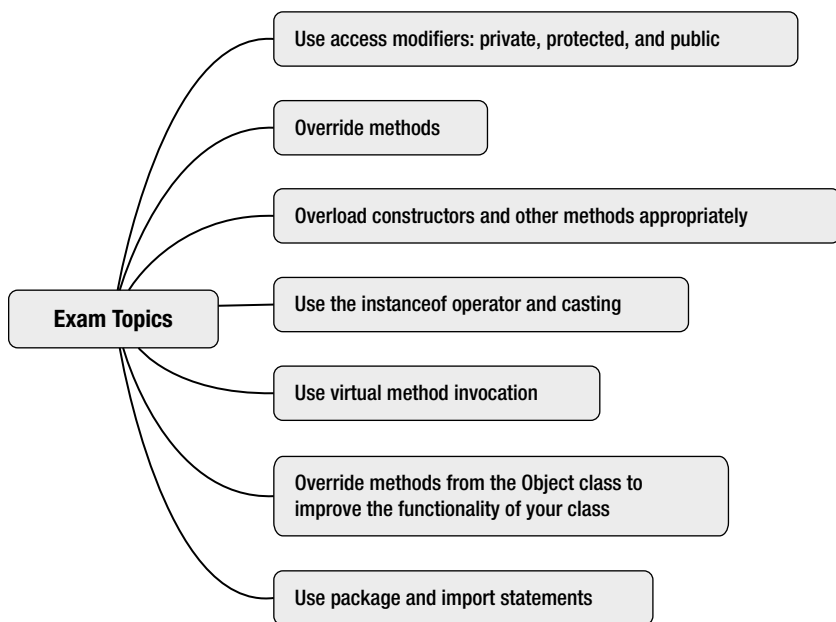 Use access modifiers: private, protected, and public
Override methods
Overload constructors and other methods appropriately
Exam Topics
Use the instanceof operator and casting
Use virtual method invocation
Override methods from the Object class to
improve the functionality of your class
Use package and import statements